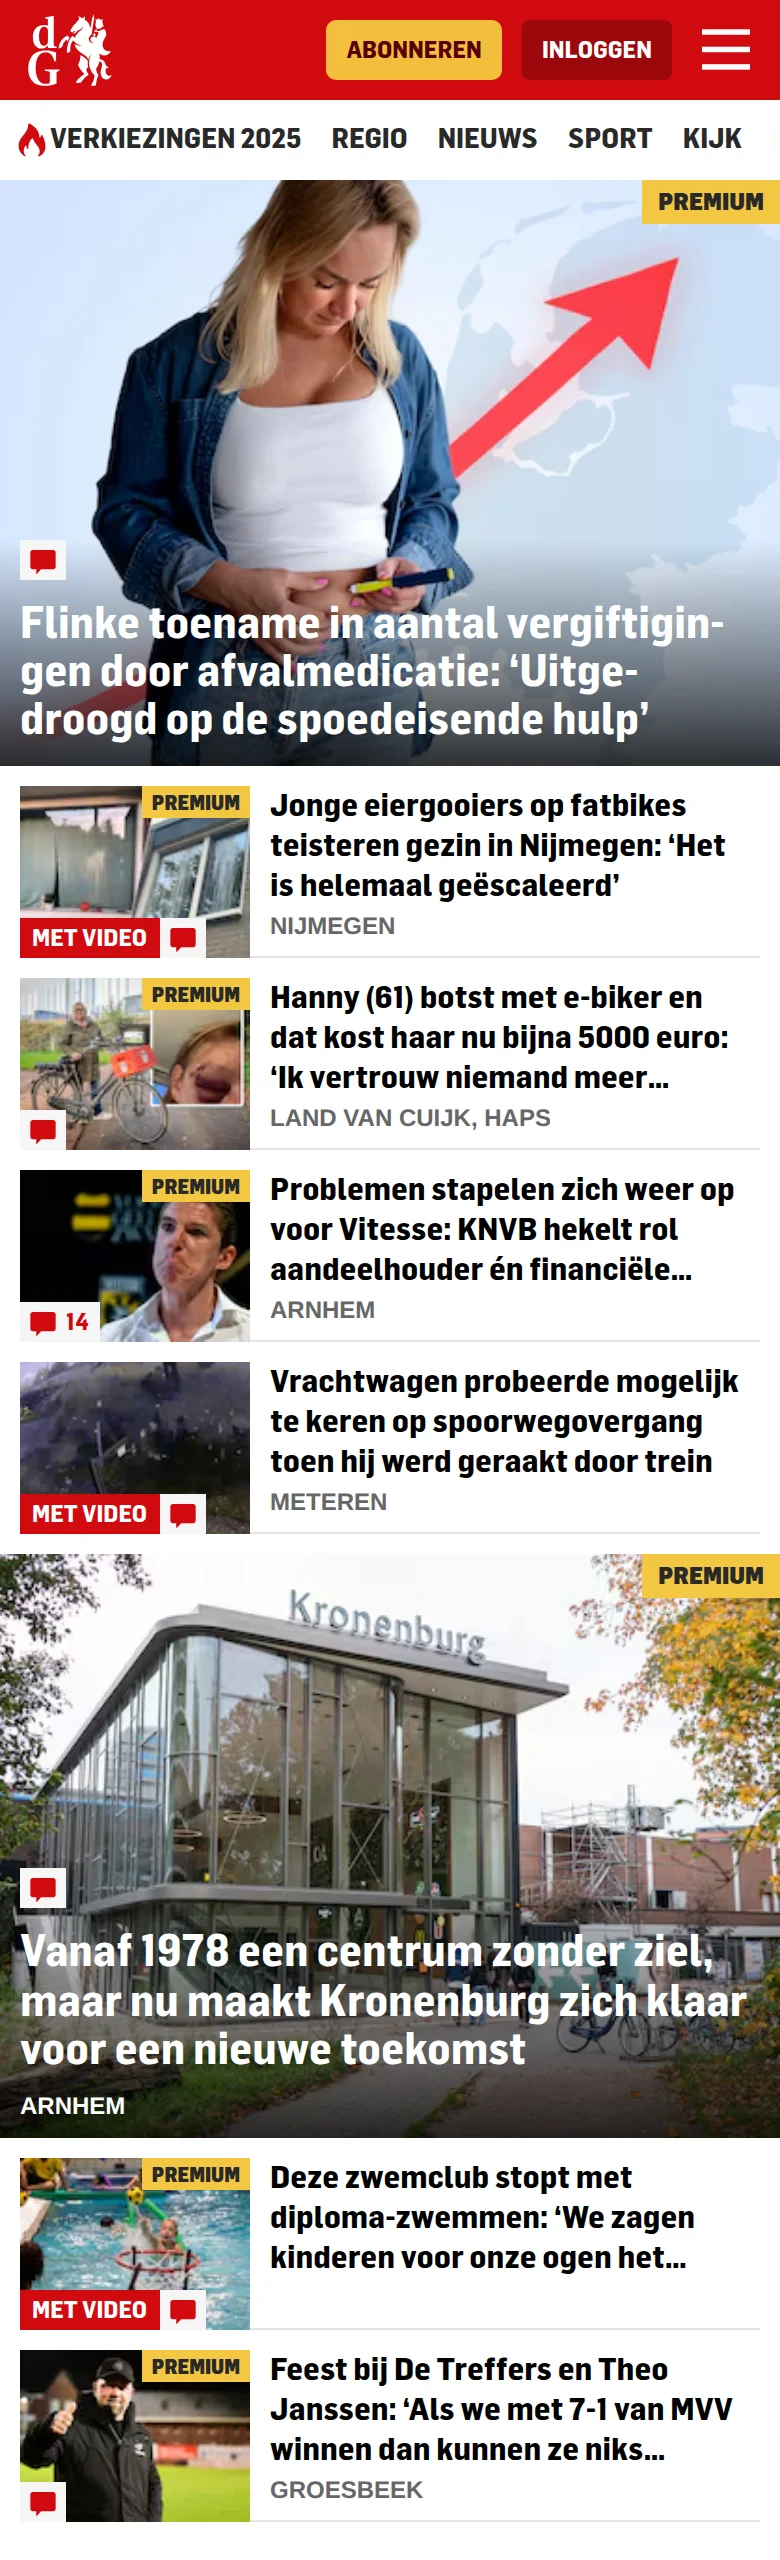 dG
ABONNEREN
INLOGGEN
VERKIEZINGEN 2025
REGIO
NIEUWS
SPORT
KIJK
PREMIUM
Flinke toename in aantal vergiftigin-
gen door afvalmedicatie: ‘Uitge-
droogd op de spoedeisende hulp’
PREMIUM
MET VIDEO
Jonge eiergooiers op fatbikes
teisteren gezin in Nijmegen: ‘Het
is helemaal geëscaleerd’
NIJMEGEN
PREMIUM
Hanny (61) botst met e-biker en
dat kost haar nu bijna 5000 euro:
‘Ik vertrouw niemand meer...
LAND VAN CUIJK, HAPS
PREMIUM
14
Problemen stapelen zich weer op
voor Vitesse: KNVB hekelt rol
aandeelhouder én financiële...
ARNHEM
MET VIDEO
Vrachtwagen probeerde mogelijk
te keren op spoorwegovergang
toen hij werd geraakt door trein
METEREN
PREMIUM
Kronenburg
Vanaf 1978 een centrum zonder ziel,
maar nu maakt Kronenburg zich klaar
voor een nieuwe toekomst
ARNHEM
PREMIUM
MET VIDEO
Deze zwemclub stopt met
diploma-zwemmen: ‘We zagen
kinderen voor onze ogen het...
PREMIUM
Feest bij De Treffers en Theo
Janssen: ‘Als we met 7-1 van MVV
winnen dan kunnen ze niks...
GROESBEEK